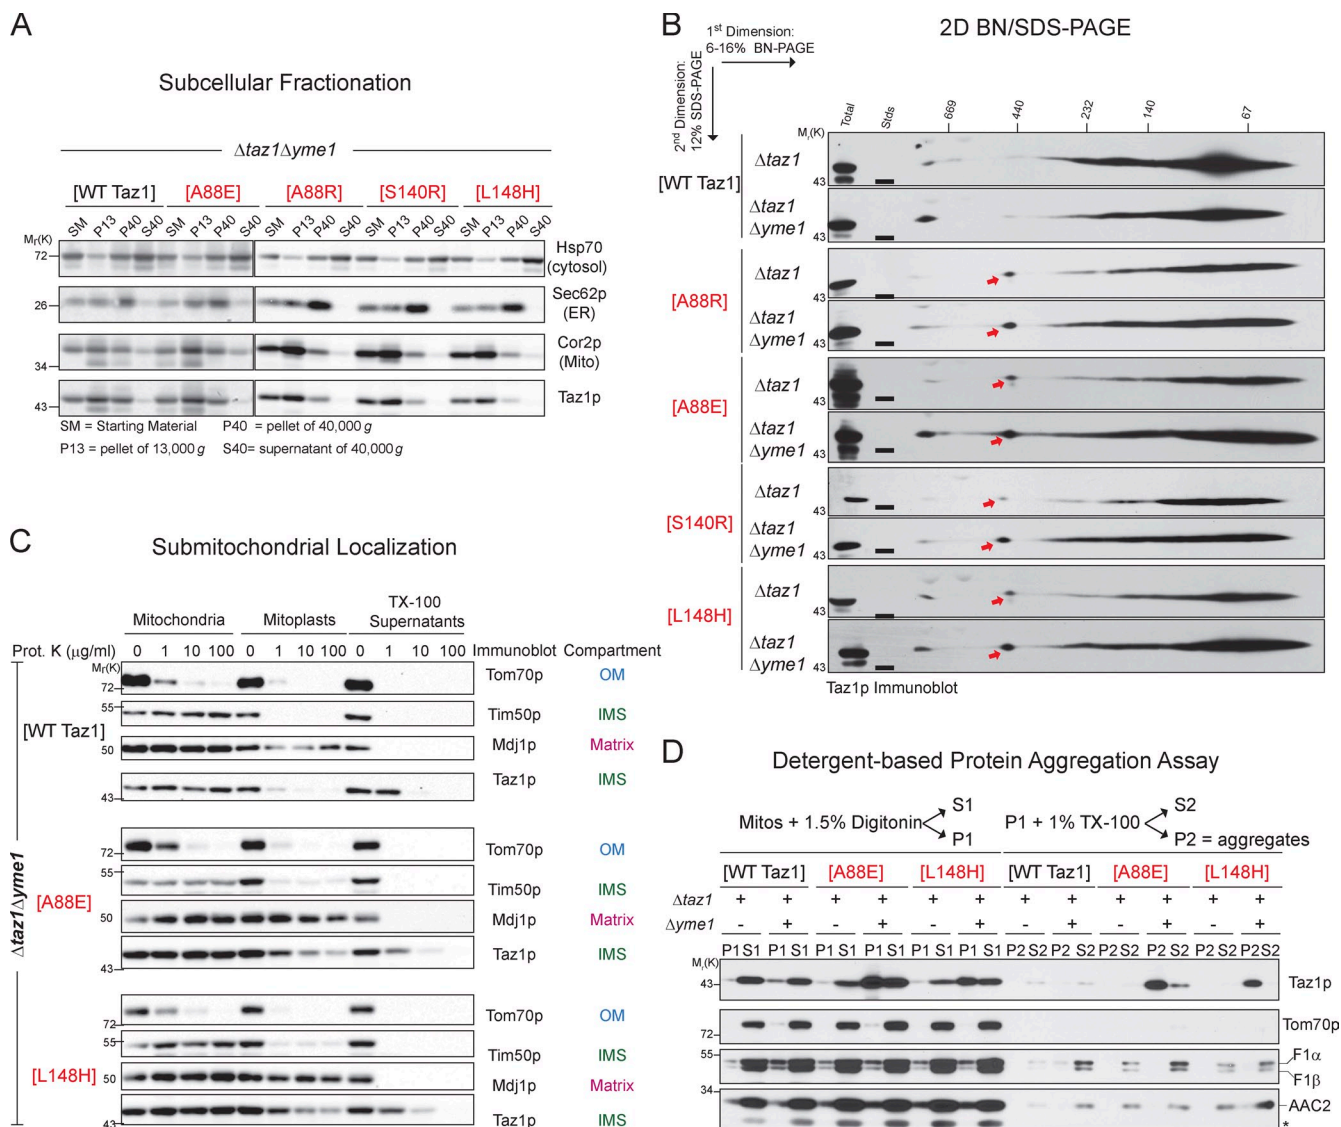 A
Subcellular Fractionation
Δtaz1Δyme1
[WT Taz1] [A88E] [A88R] [S140R] [L148H]
SM P13 P40 S40 SM P13 P40 S40 SM P13 P40 S40 SM P13 P40 S40 SM P13 P40 S40
Mr(K)
72
Hsp70
(cytosol)
26
Sec62p
(ER)
34
Cor2p
(Mito)
43
Taz1p
SM = Starting Material P40 = pellet of 40,000 g
P13 = pellet of 13,000 g S40= supernatant of 40,000 g
B
2D BN/SDS-PAGE
1st Dimension:
6-16% BN-PAGE
2nd Dimension:
12% SDS-PAGE
Total Stds 669 440 232 140 67
Mr(K)
[WT Taz1]
Δtaz1
43
Δtaz1
Δyme1 43
[A88R]
Δtaz1
43
Δtaz1
Δyme1 43
[A88E]
Δtaz1
43
Δtaz1
Δyme1 43
[S140R]
Δtaz1
43
Δtaz1
Δyme1 43
[L148H]
Δtaz1
43
Δtaz1
Δyme1 43
Taz1p Immunoblot
C
Submitochondrial Localization
Mitochondria Mitoplasts TX-100
Supernatants
Prot. K (μg/ml) 0 1 10 100 0 1 10 100 0 1 10 100 Immunoblot Compartment
Mr(K)
Δtaz1Δyme1
[WT Taz1]
72 Tom70p OM
55 Tim50p IMS
50 Mdj1p Matrix
43 Taz1p IMS
[A88E]
72 Tom70p OM
55 Tim50p IMS
50 Mdj1p Matrix
43 Taz1p IMS
[L148H]
72 Tom70p OM
55 Tim50p IMS
50 Mdj1p Matrix
43 Taz1p IMS
D
Detergent-based Protein Aggregation Assay
Mitos + 1.5% Digitonin S1 P1
P1 + 1% TX-100 S2 P2 = aggregates
[WT Taz1] [A88E] [L148H] [WT Taz1] [A88E] [L148H]
Δtaz1 + + + + + + + + + + + +
Δyme1 - + - + - + - + - + - +
P1 S1 P1 S1 P1 S1 P1 S1 P1 S1 P1 S1 P2 S2 P2 S2 P2 S2 P2 S2 P2 S2 P2 S2
Mr(K)
43 Taz1p
72 Tom70p
55 F1α
F1β
34 AAC2
*